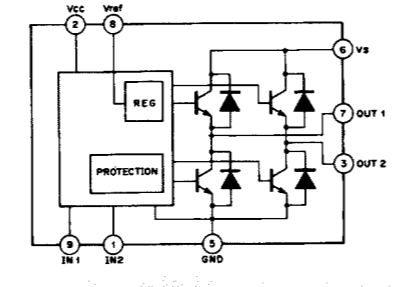 Vcc Vref
2 8
6 Vs
REG
7 OUT 1
PROTECTION
3 OUT 2
9 1 5
IN 1 IN2 GND